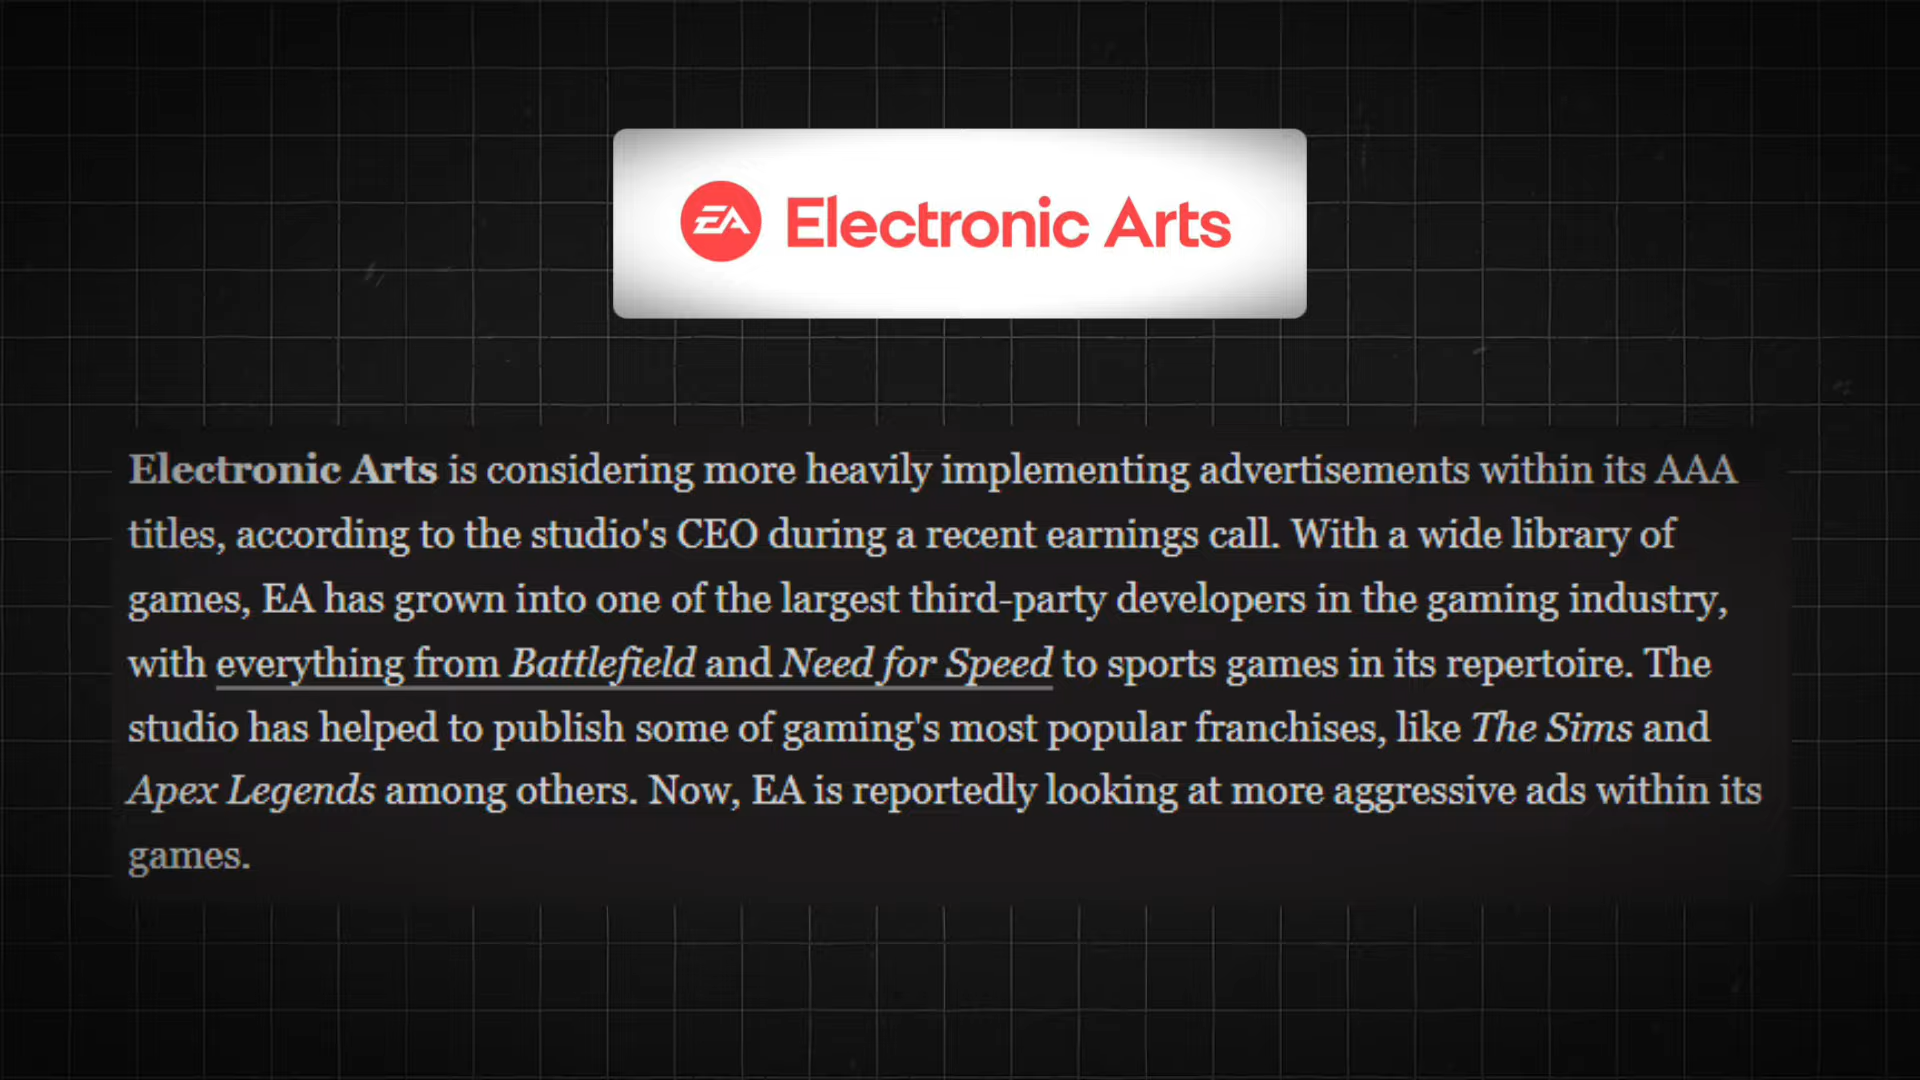 EA Electronic Arts
Electronic Arts is considering more heavily implementing advertisements within its AAA
titles, according to the studio's CEO during a recent earnings call. With a wide library of
games, EA has grown into one of the largest third-party developers in the gaming industry,
with everything from Battlefield and Need for Speed to sports games in its repertoire. The
studio has helped to publish some of gaming's most popular franchises, like The Sims and
Apex Legends among others. Now, EA is reportedly looking at more aggressive ads within its
games.